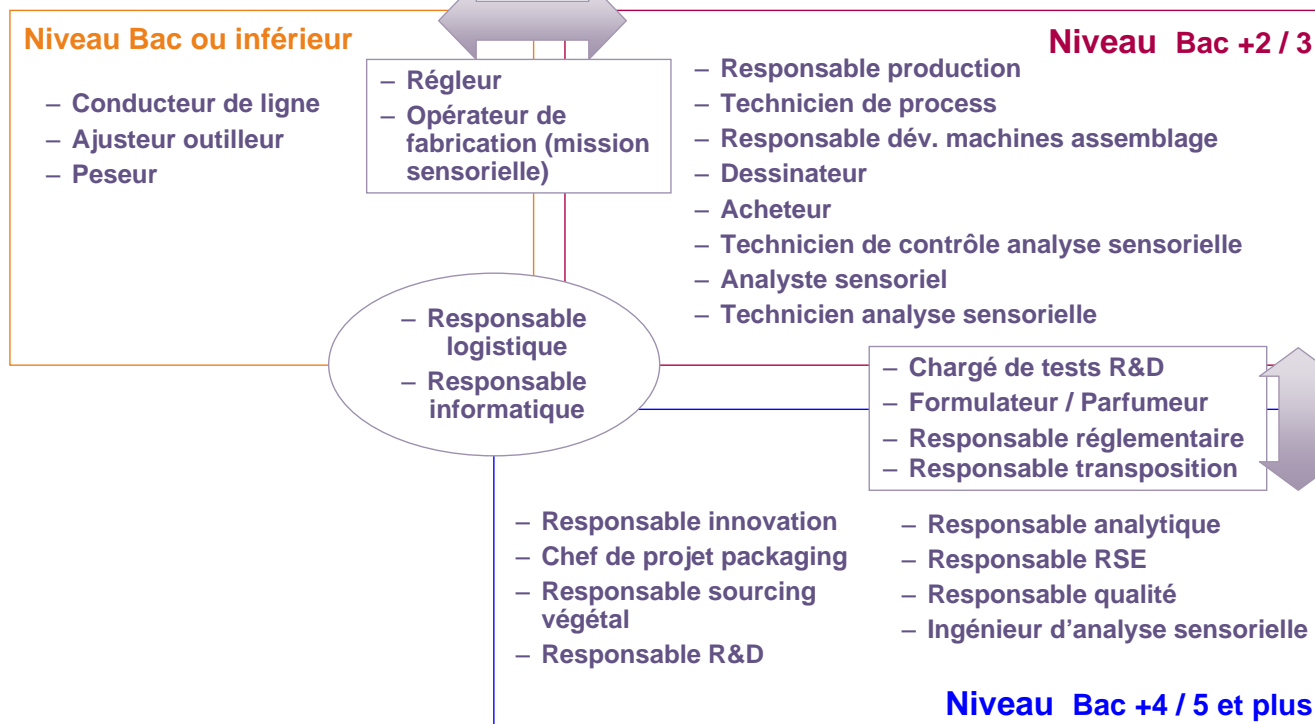 Niveau Bac ou inférieur
– Conducteur de ligne
– Ajusteur outilleur
– Peseur
– Régleur
– Opérateur de
fabrication (mission
sensorielle)
Niveau Bac +2 / 3
– Responsable production
– Technicien de process
– Responsable dév. machines assemblage
– Dessinateur
– Acheteur
– Technicien de contrôle analyse sensorielle
– Analyste sensoriel
– Technicien analyse sensorielle
– Responsable
logistique
– Responsable
informatique
– Chargé de tests R&D
– Formulateur / Parfumeur
– Responsable réglementaire
– Responsable transposition
– Responsable innovation
– Chef de projet packaging
– Responsable sourcing
végétal
– Responsable R&D
– Responsable analytique
– Responsable RSE
– Responsable qualité
– Ingénieur d’analyse sensorielle
Niveau Bac +4 / 5 et plus